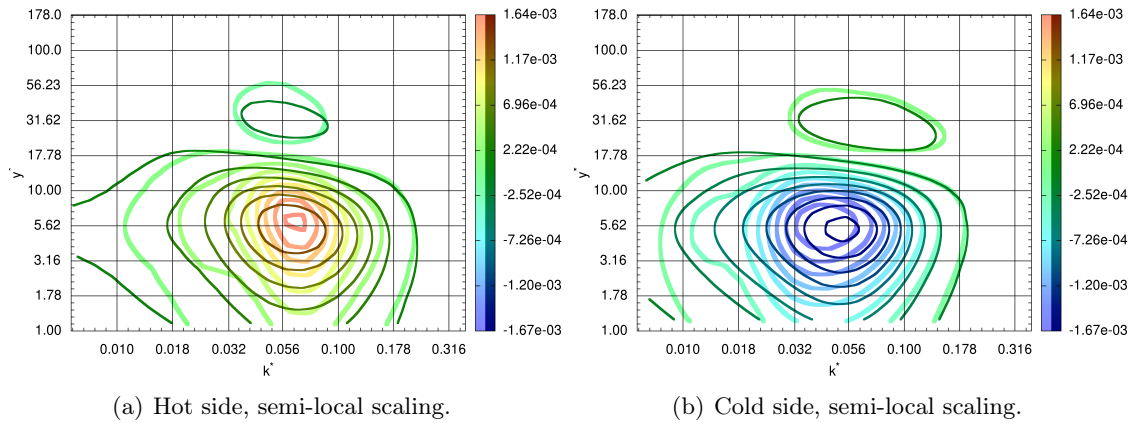 178.0
100.0
56.23
31.62
17.78
10.00
5.62
3.16
1.78
1.00
y*
0.010 0.018 0.032 0.056 0.100 0.178 0.316
k*
1.64e-03
1.17e-03
6.96e-04
2.22e-04
-2.52e-04
-7.26e-04
-1.20e-03
-1.67e-03
(a) Hot side, semi-local scaling.
178.0
100.0
56.23
31.62
17.78
10.00
5.62
3.16
1.78
1.00
y*
0.010 0.018 0.032 0.056 0.100 0.178 0.316
k*
1.64e-03
1.17e-03
6.96e-04
2.22e-04
-2.52e-04
-7.26e-04
-1.20e-03
-1.67e-03
(b) Cold side, semi-local scaling.